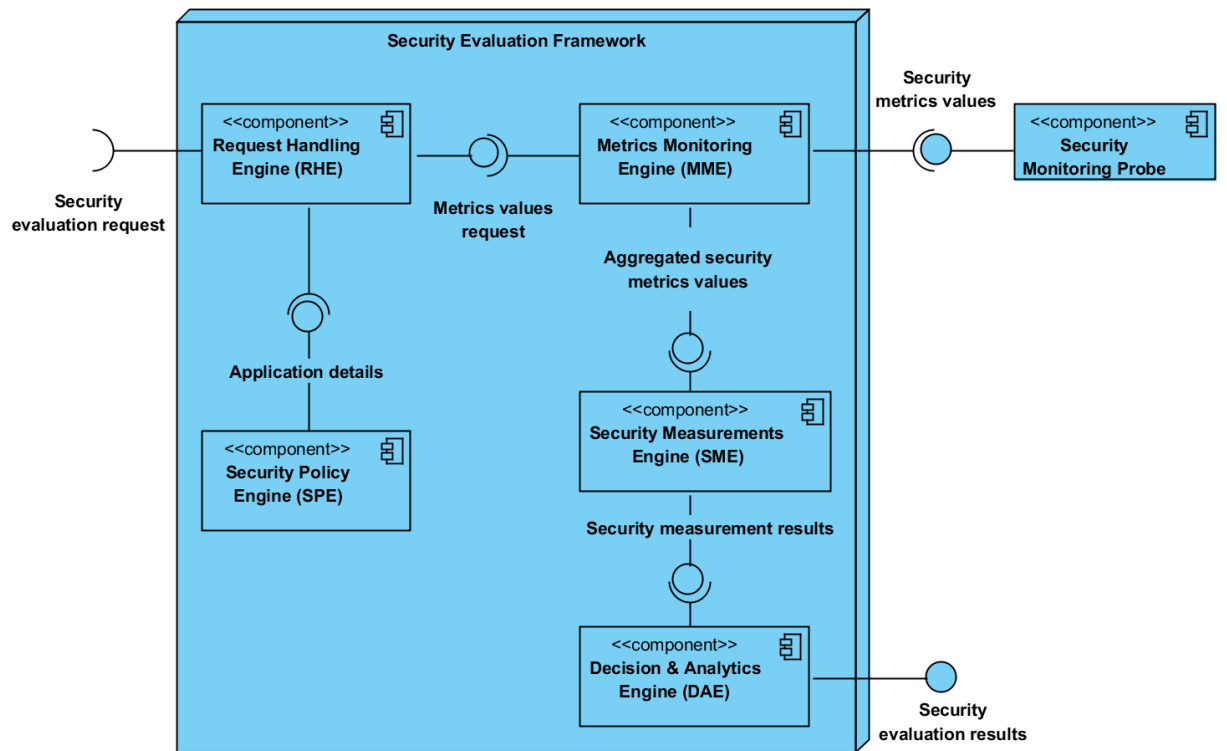 Security Evaluation Framework
<<component>>
Request Handling
Engine (RHE)
<<component>>
Metrics Monitoring
Engine (MME)
Security
metrics values
<<component>>
Security
Monitoring Probe
Security
evaluation request
Metrics values
request
Aggregated security
metrics values
Application details
<<component>>
Security Policy
Engine (SPE)
<<component>>
Security Measurements
Engine (SME)
Security measurement results
<<component>>
Decision & Analytics
Engine (DAE)
Security
evaluation results